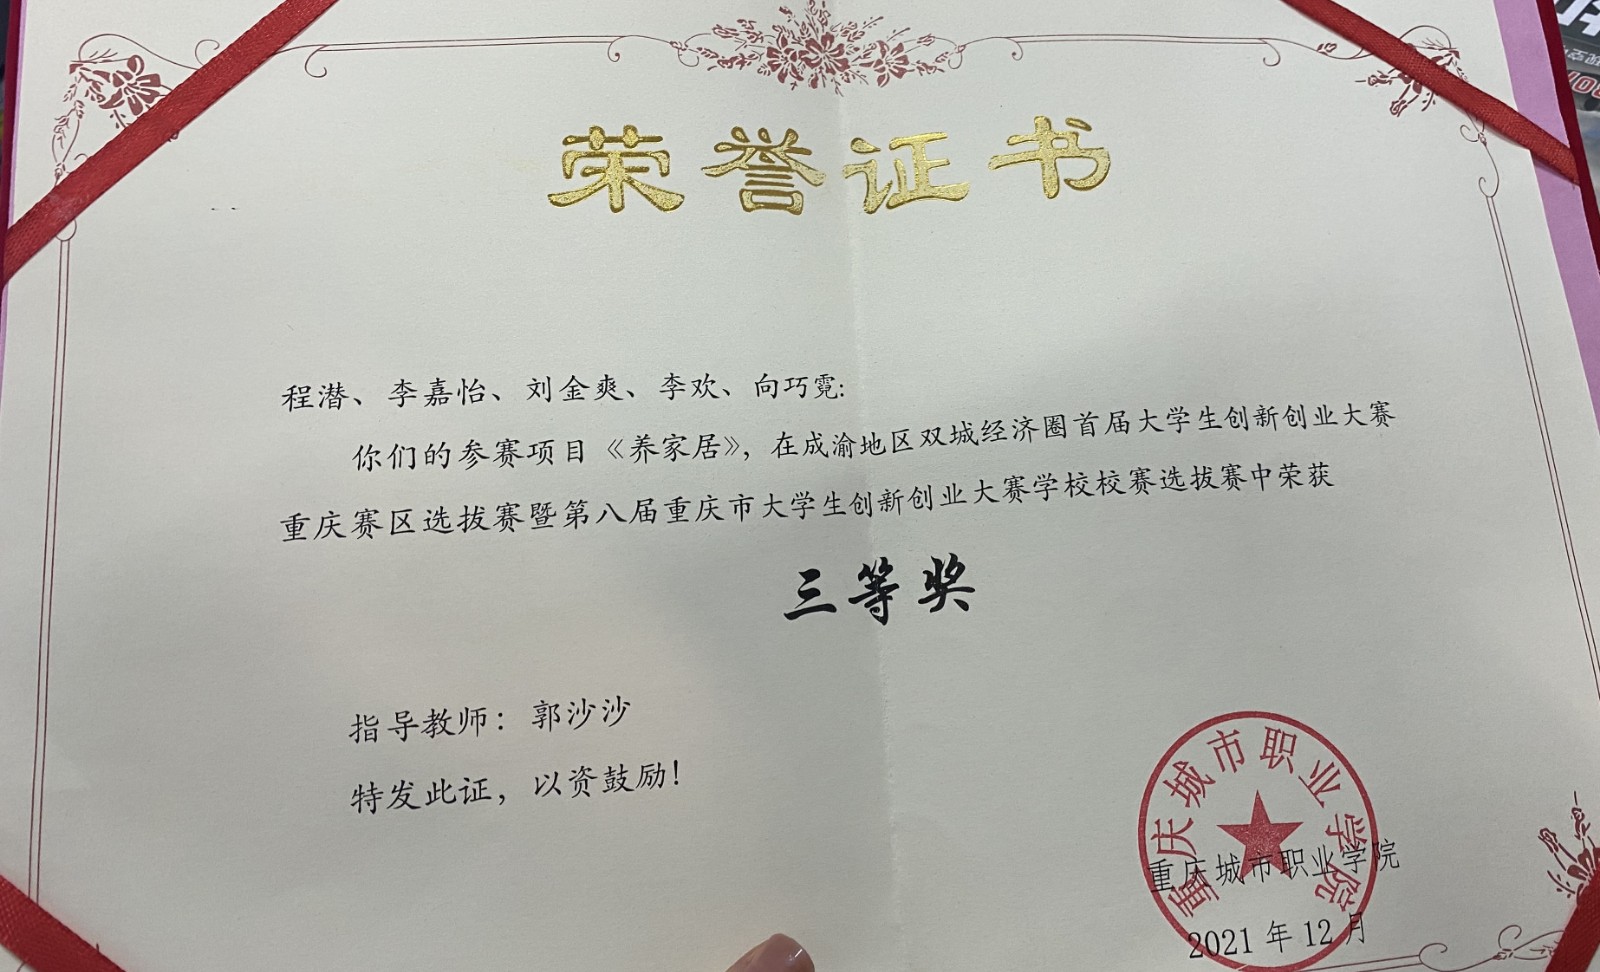 荣誉证书
程潜、李嘉怡、刘金爽、李欢、向巧霓:
你们的参赛项目《养家居》，在成渝地区双城经济圈首届大学生创新创业大赛
重庆赛区选拔赛暨第八届重庆市大学生创新创业大赛学校校赛选拔赛中荣获
三等奖
指导教师：郭沙沙
特发此证，以资鼓励！
重庆城市职业学院
重庆城市职业学院
2021年12月